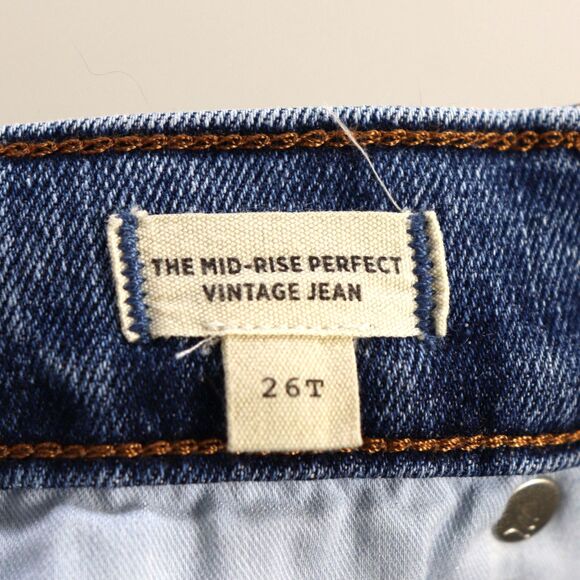 THE MID-RISE PERFECT
VINTAGE JEAN
26T